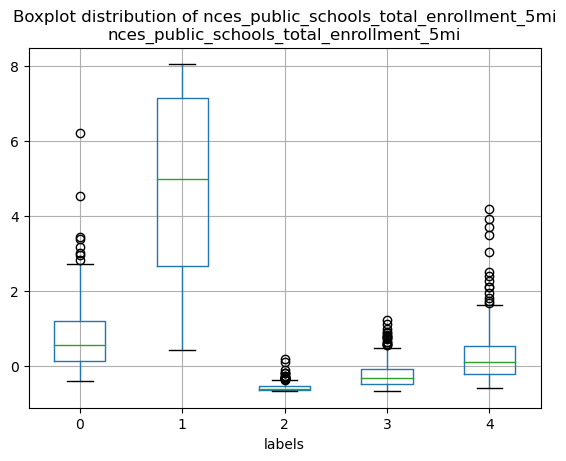 Boxplot distribution of nces_public_schools_total_enrollment_5mi
nces_public_schools_total_enrollment_5mi
8
6
4
2
0
0 1 2 3 4
labels